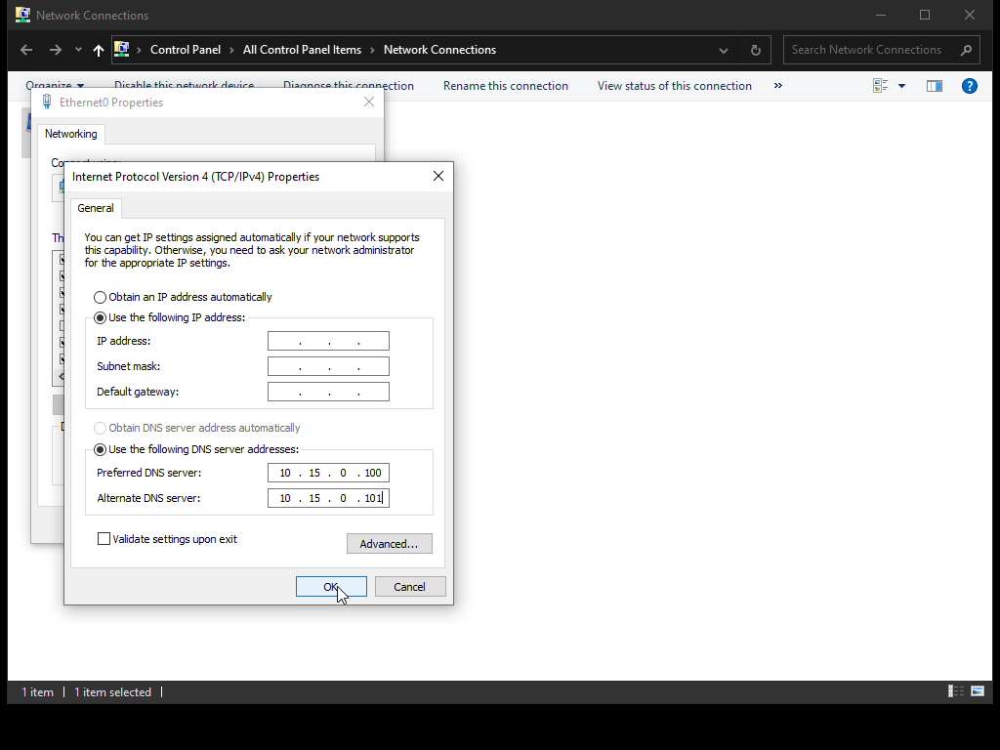 Network Connections
Control Panel > All Control Panel Items > Network Connections
Search Network Connections
Organize Disable this network device Diagnose this connection Rename this connection View status of this connection »
Ethernet0 Properties
Networking
Connect using:
Internet Protocol Version 4 (TCP/IPv4) Properties
General
You can get IP settings assigned automatically if your network supports
this capability. Otherwise, you need to ask your network administrator
for the appropriate IP settings.
Obtain an IP address automatically
Use the following IP address:
IP address: . . .
Subnet mask: . . .
Default gateway: . . .
Obtain DNS server address automatically
Use the following DNS server addresses:
Preferred DNS server: 10 . 15 . 0 . 100
Alternate DNS server: 10 . 15 . 0 . 101
Validate settings upon exit
Advanced...
OK Cancel
1 item 1 item selected